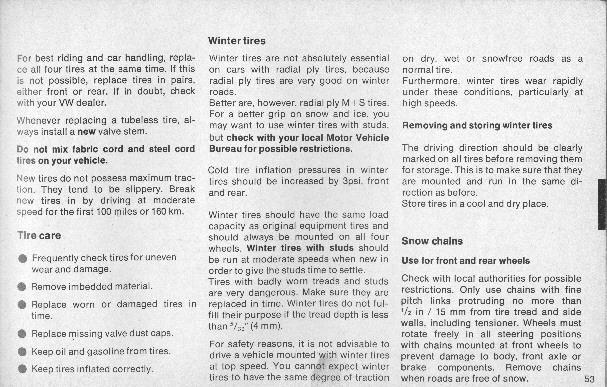 For best riding and car handling, repla-
ce all four tires at the same time. If this
is not possible, replace tires in pairs,
either front or rear. If in doubt, check
with your VW dealer.
Whenever replacing a tubeless tire, al-
ways install a new valve stem.
Do not mix fabric cord and steel cord
tires on your vehicle.
New tires do not possess maximum trac-
tion. They tend to be slippery. Break
new tires in by driving at moderate
speed for the first 100 miles or 160 km.
Tire care
● Frequently check tires for uneven
wear and damage.
● Remove imbedded material.
● Replace worn or damaged tires in
time.
● Replace missing valve dust caps.
● Keep oil and gasoline from tires.
● Keep tires inflated correctly.
Winter tires
Winter tires are not absolutely essential
on cars with radial ply tires, because
radial ply tires are very good on winter
roads.
Better are, however, radial ply M + S tires.
For a better grip on snow and ice, you
may want to use winter tires with studs,
but check with your local Motor Vehicle
Bureau for possible restrictions.
Cold tire inflation pressures in winter
tires should be increased by 3psi, front
and rear.
Winter tires should have the same load
capacity as original equipment tires and
should always be mounted on all four
wheels. Winter tires with studs should
be run at moderate speeds when new in
order to give the studs time to settle.
Tires with badly worn treads and studs
are very dangerous. Make sure they are
replaced in time. Winter tires do not ful-
fill their purpose if the tread depth is less
than 5/32" (4 mm).
For safety reasons, it is not advisable to
drive a vehicle mounted with winter tires
at top speed. You cannot expect winter
tires to have the same degree of traction
on dry, wet or snowfree roads as a
normal tire.
Furthermore, winter tires wear rapidly
under these conditions, particularly at
high speeds.
Removing and storing winter tires
The driving direction should be clearly
marked on all tires before removing them
for storage. This is to make sure that they
are mounted and run in the same di-
rection as before.
Store tires in a cool and dry place.
Snow chains
Use for front and rear wheels
Check with local authorities for possible
restrictions. Only use chains with fine
pitch links protruding no more than
1/2 in / 15 mm from tire tread and side
walls, including tensioner. Wheels must
rotate freely in all steering positions
with chains mounted at front wheels to
prevent damage to body, front axle or
brake components. Remove chains
when roads are free of snow.
53